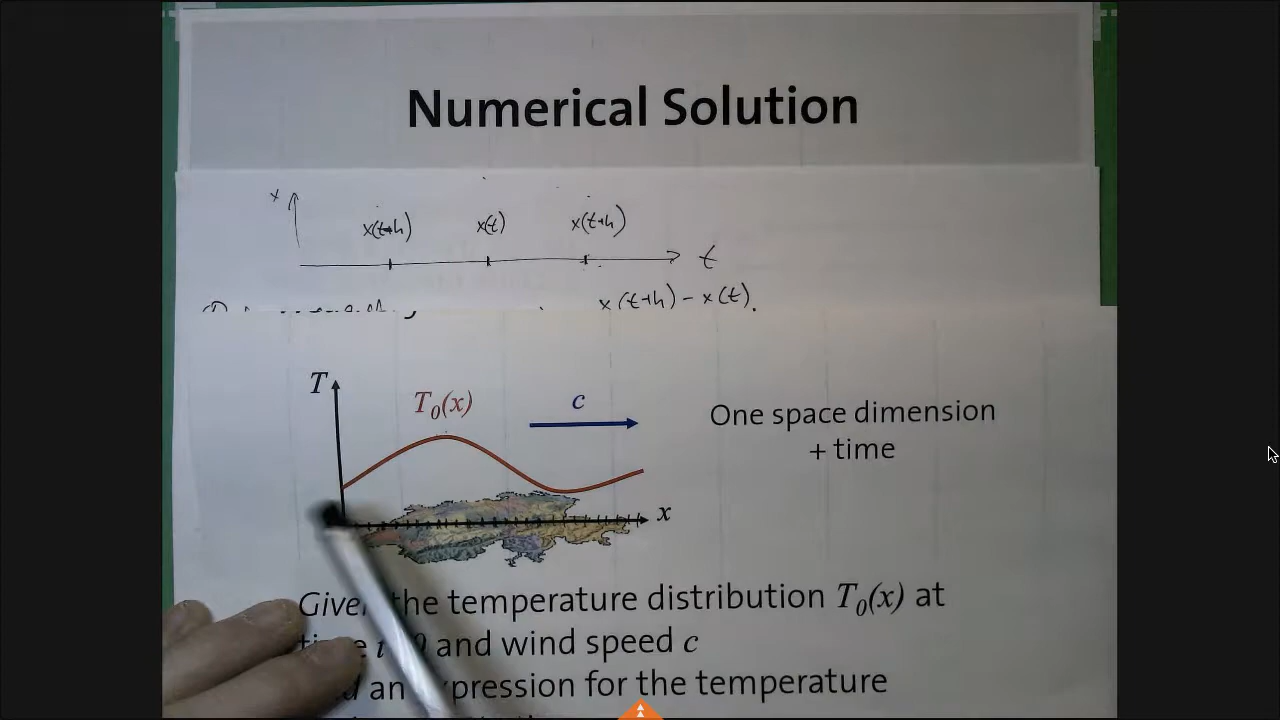 Numerical Solution
x
x(t+h) x(t) x(t+h)
t
x(t+h) - x(t)
T
T₀(x)
c
One space dimension
+ time
x
the temperature distribution T₀(x) at
and wind speed c
an expression for the temperature